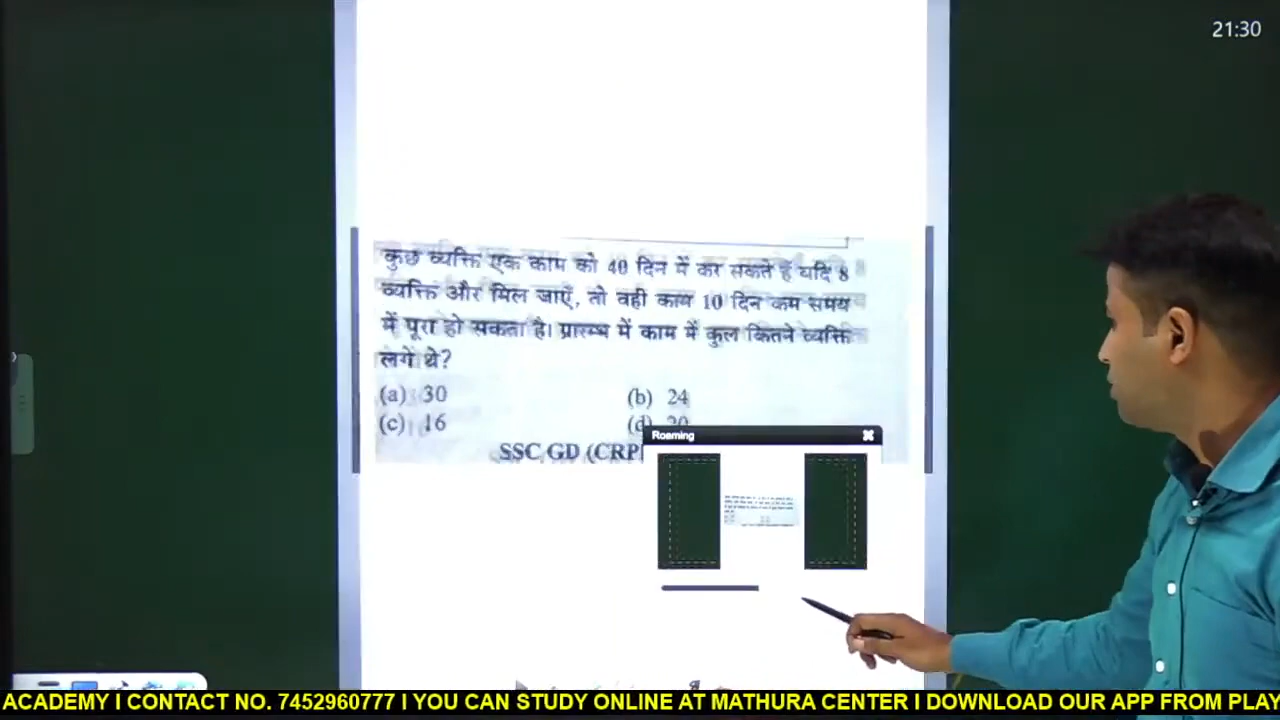 21:30
कुछ व्यक्ति एक काम को 40 दिन में कर सकते हैं यदि 8
व्यक्ति और मिल जाएँ, तो वही काम 10 दिन कम समय
में पूरा हो सकता है। प्रारम्भ में काम में कुल कितने व्यक्ति
लगें थे?
(a) 30 (b) 24
(c) 16 (d)
SSC GD (CRP
Roaming
ACADEMY I CONTACT NO. 7452960777 I YOU CAN STUDY ONLINE AT MATHURA CENTER I DOWNLOAD OUR APP FROM PLAY